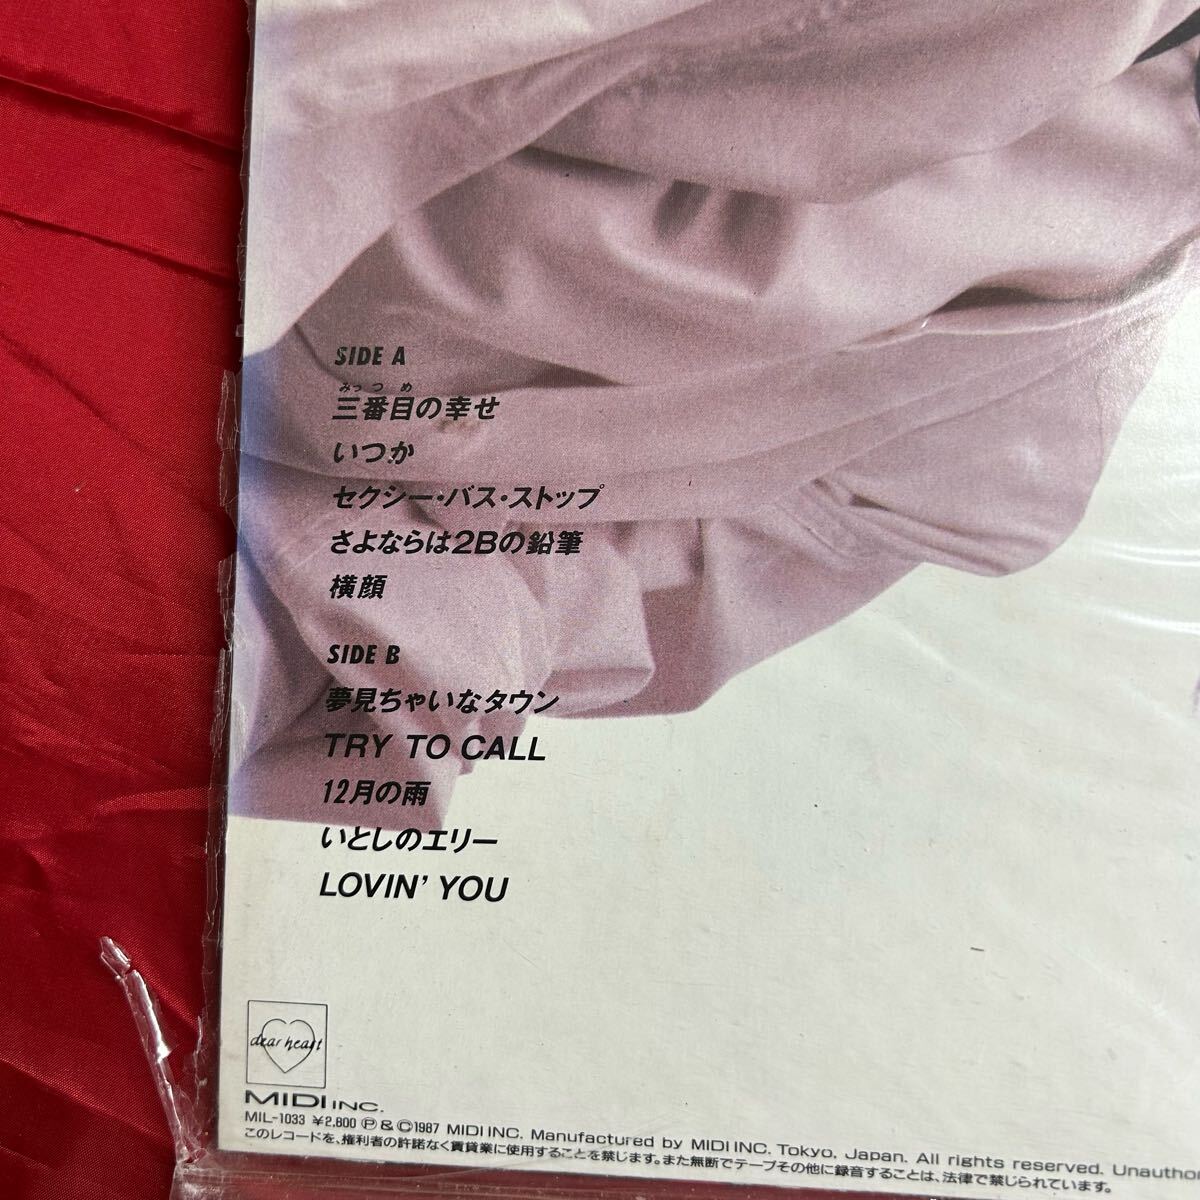 SIDE A
みっつめ
三番目の幸せ
いつか
セクシー・バス・ストップ
さよならは2Bの鉛筆
横顔
SIDE B
夢見ちゃいなタウン
TRY TO CALL
12月の雨
いとしのエリー
LOVIN' YOU
dear heart
MIDI INC.
MIL-1033 ¥2,800 Ⓟ&©1987 MIDI INC. Manufactured by MIDI INC. Tokyo, Japan. All rights reserved. Unautho
このレコードを、権利者の許諾なく賃貸業に使用することを禁じます。また無断でテープその他に録音することは、法律で禁じられています。